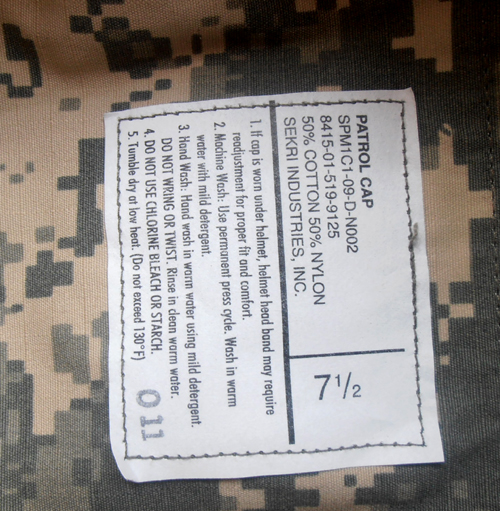 PATROL CAP
SPM1C1-09-D-N002
8415-01-519-9125
50% COTTON 50% NYLON
SEKRI INDUSTRIES, INC.
7 1/2
1. If cap is worn under helmet, helmet head band may require
readjustment for proper fit and comfort.
2. Machine Wash: Use permanent press cycle. Wash in warm
water with mild detergent.
3. Hand Wash: Hand wash in warm water using mild detergent.
DO NOT WRING OR TWIST. Rinse in clean warm water.
4. DO NOT USE CHLORINE BLEACH OR STARCH.
5. Tumble dry at low heat. (Do not exceed 130°F)
011